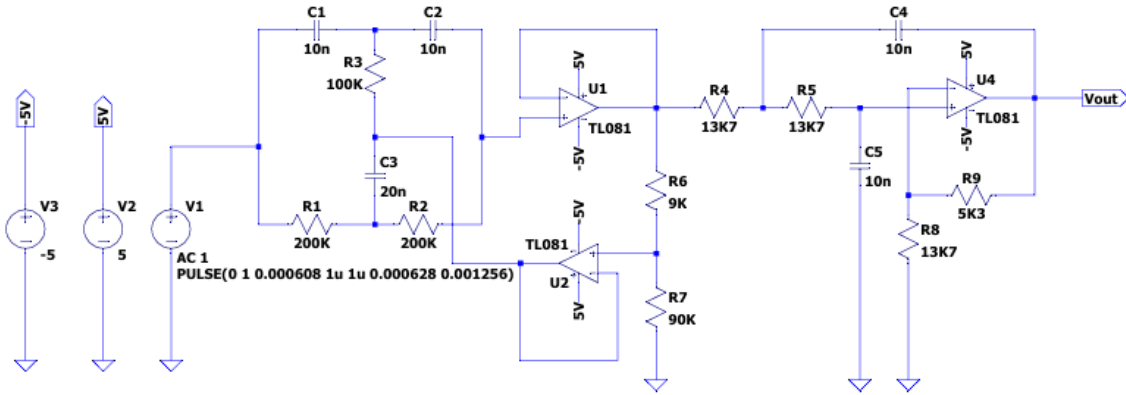 C1
10n
C2
10n
R3
100K
C3
20n
R1
200K
R2
200K
-5V
V3
-5
5V
V2
5
V1
AC 1
PULSE(0 1 0.000608 1u 1u 0.000628 0.001256)
5V
U1
TL081
-5V
-5V
TL081
U2
5V
R6
9K
R7
90K
R4
13K7
R5
13K7
C4
10n
C5
10n
5V
U4
TL081
-5V
R9
5K3
R8
13K7
Vout